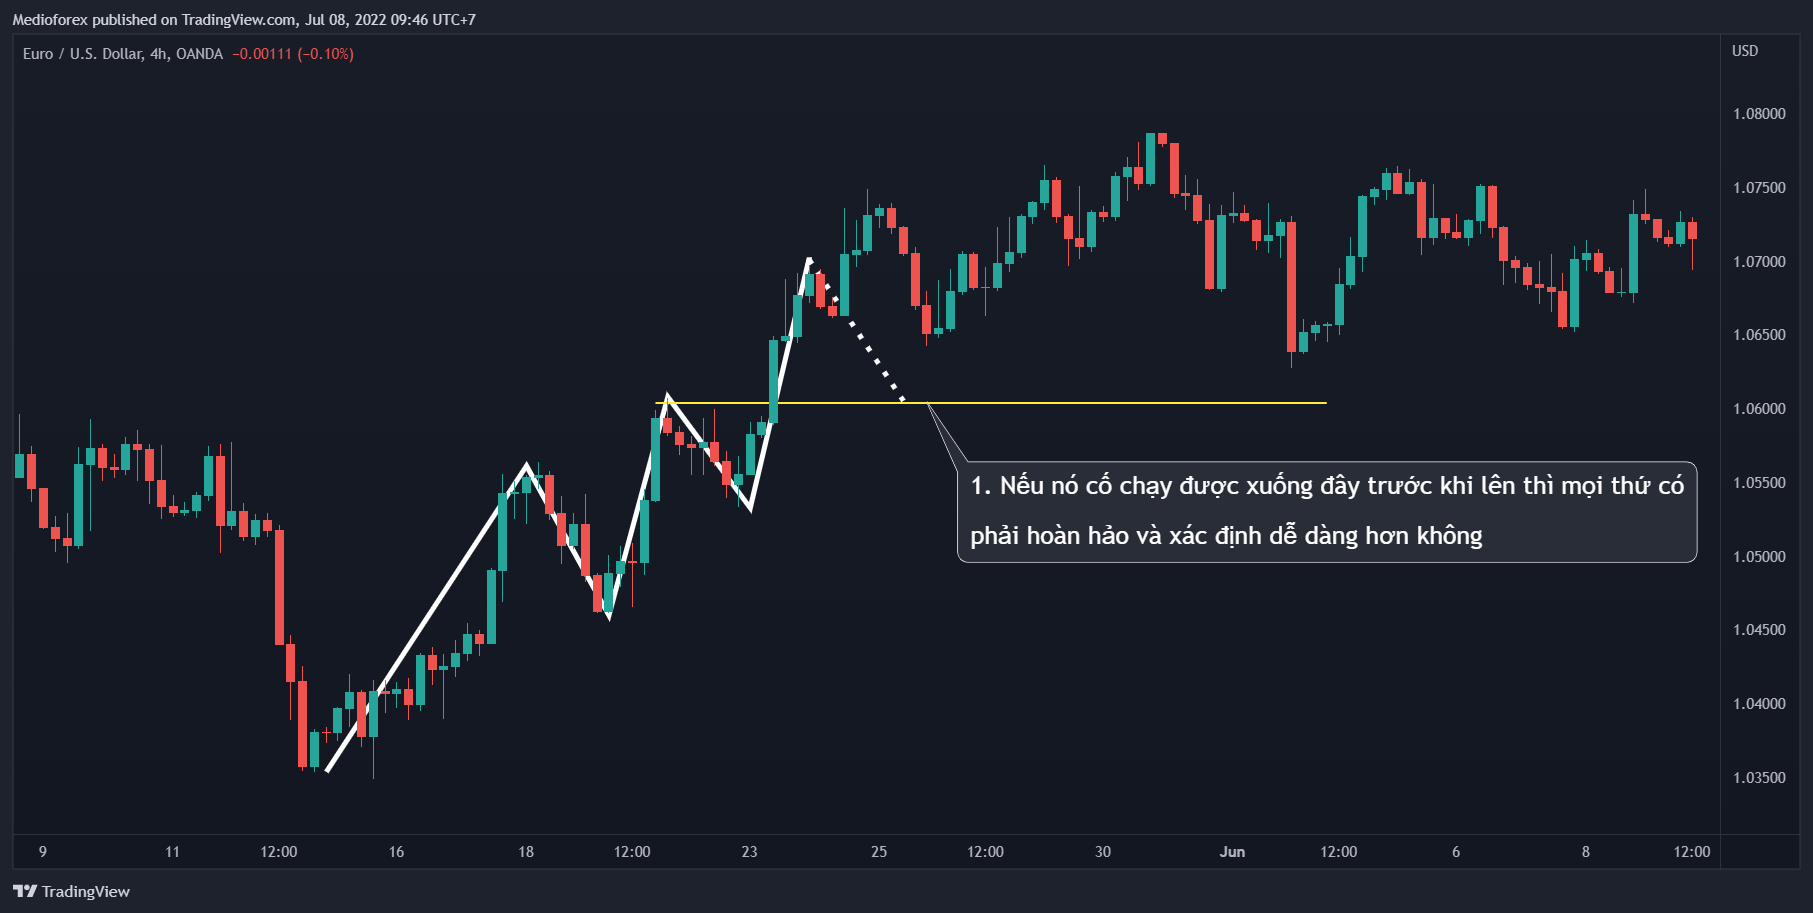 Medioforex published on TradingView.com, Jul 08, 2022 09:46 UTC+7
Euro / U.S. Dollar, 4h, OANDA −0.00111 (−0.10%)
USD
1.08000
1.07500
1.07000
1.06500
1.06000
1.05500
1.05000
1.04500
1.04000
1.03500
1. Nếu nó cố chạy được xuống đây trước khi lên thì mọi thứ có
phải hoàn hảo và xác định dễ dàng hơn không
9 11 12:00 16 18 12:00 23 25 12:00 30 Jun 12:00 6 8 12:00
TradingView